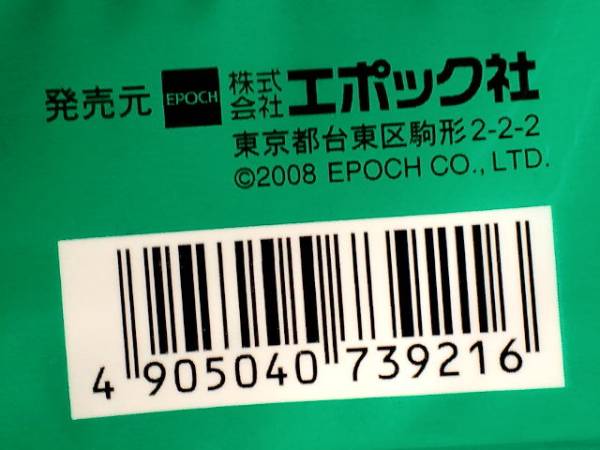 発売元 EPOCH 株式会社 エポック社
東京都台東区駒形2-2-2
©2008 EPOCH CO., LTD.
4 905040 739216